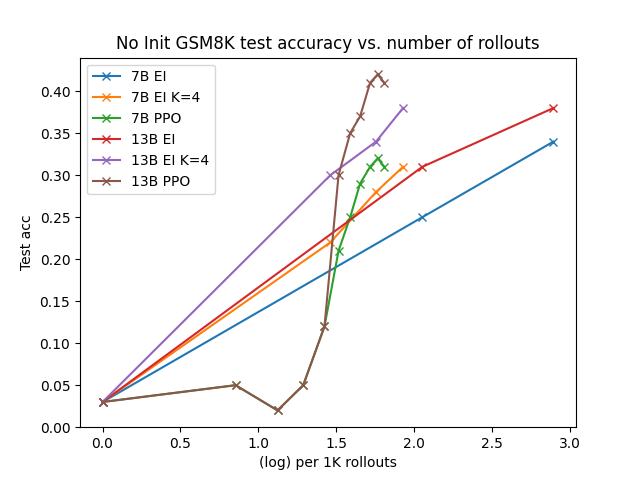 No Init GSM8K test accuracy vs. number of rollouts
7B EI
7B EI K=4
7B PPO
13B EI
13B EI K=4
13B PPO
Test acc
0.40
0.35
0.30
0.25
0.20
0.15
0.10
0.05
0.00
0.0 0.5 1.0 1.5 2.0 2.5 3.0
(log) per 1K rollouts